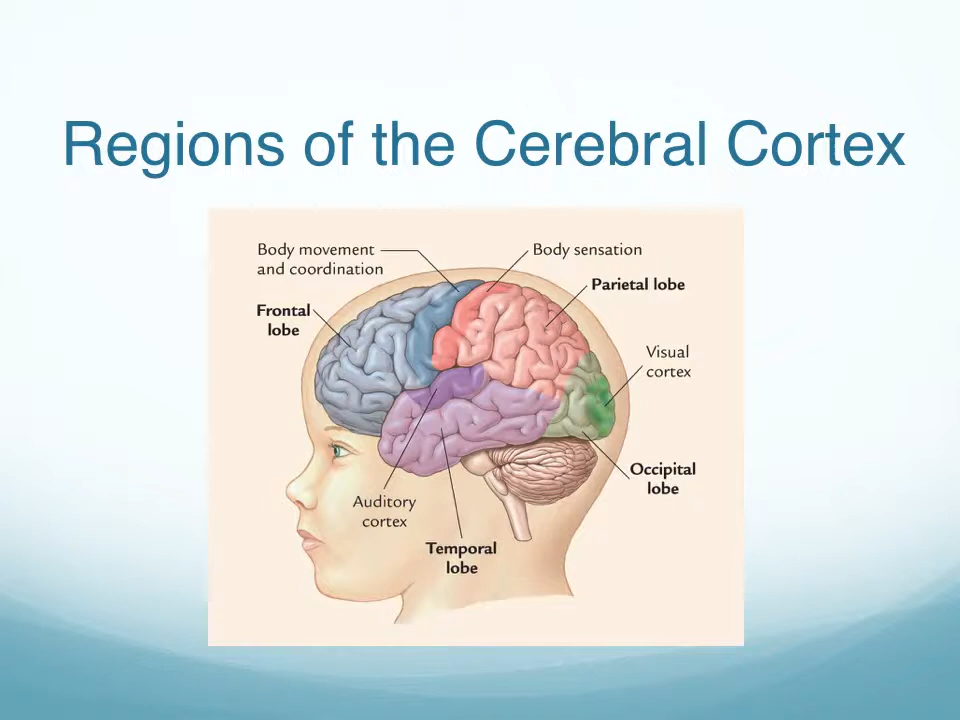 Regions of the Cerebral Cortex
Body movement
and coordination
Body sensation
Parietal lobe
Frontal
lobe
Visual
cortex
Occipital
lobe
Auditory
cortex
Temporal
lobe